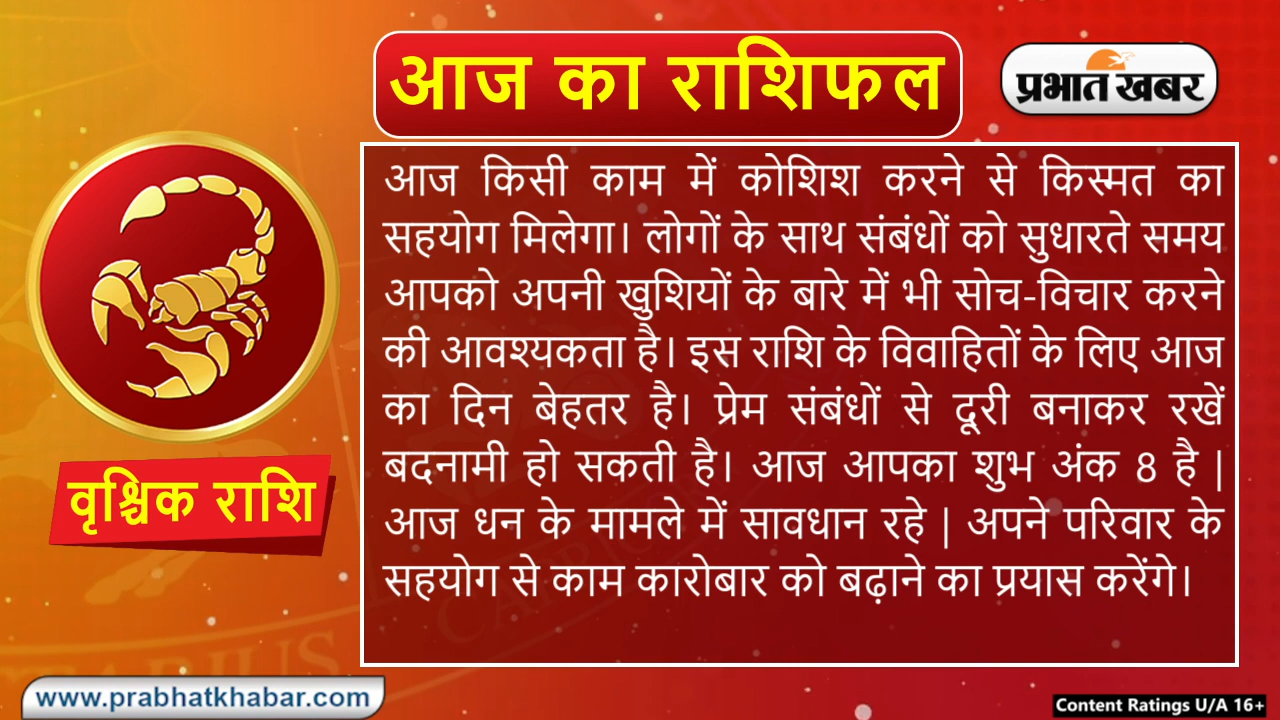 आज का राशिफल
प्रभात खबर
आज किसी काम में कोशिश करने से किस्मत का
सहयोग मिलेगा। लोगों के साथ संबंधों को सुधारते समय
आपको अपनी खुशियों के बारे में भी सोच-विचार करने
की आवश्यकता है। इस राशि के विवाहितों के लिए आज
का दिन बेहतर है। प्रेम संबंधों से दूरी बनाकर रखें
बदनामी हो सकती है। आज आपका शुभ अंक 8 है |
आज धन के मामले में सावधान रहे | अपने परिवार के
सहयोग से काम कारोबार को बढ़ाने का प्रयास करेंगे।
वृश्चिक राशि
www.prabhatkhabar.com
Content Ratings U/A 16+